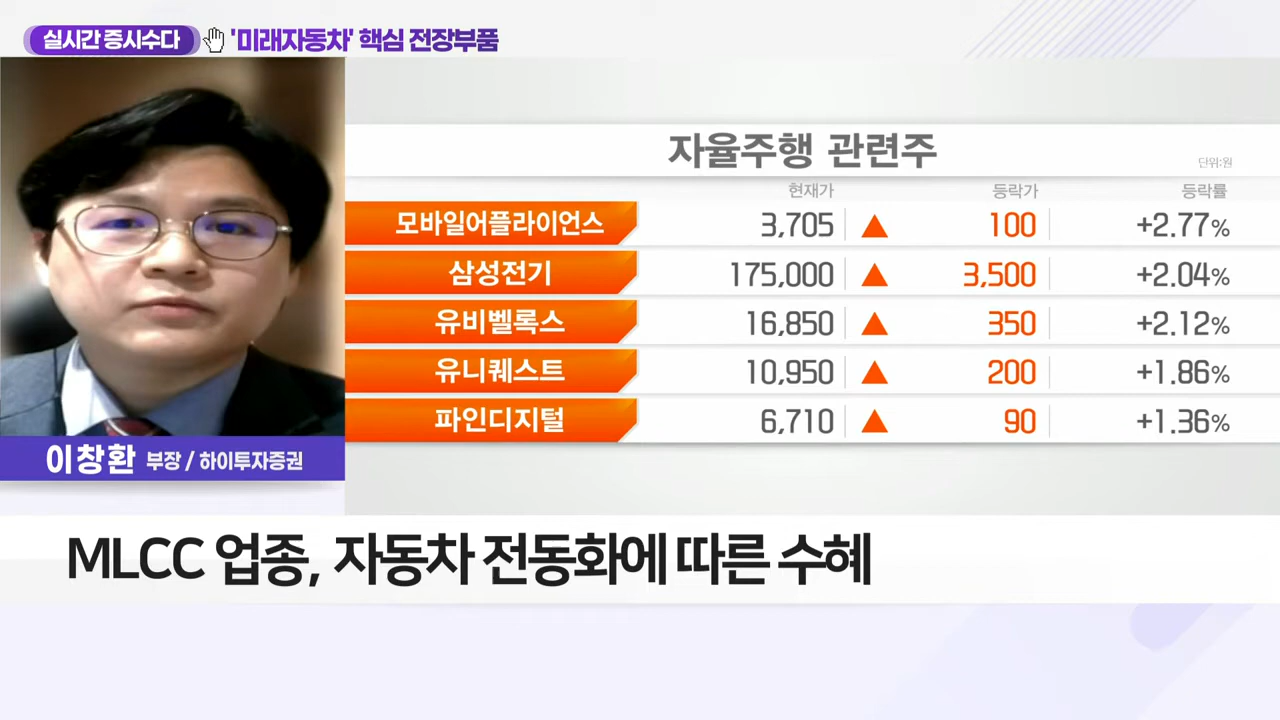 실시간 증시수다 '미래자동차' 핵심 전장부품
자율주행 관련주
단위:원
현재가 등락가 등락률
모바일어플라이언스 3,705 ▲ 100 +2.77%
삼성전기 175,000 ▲ 3,500 +2.04%
유비벨록스 16,850 ▲ 350 +2.12%
유니퀘스트 10,950 ▲ 200 +1.86%
파인디지털 6,710 ▲ 90 +1.36%
이창환 부장 / 하이투자증권
MLCC 업종, 자동차 전동화에 따른 수혜